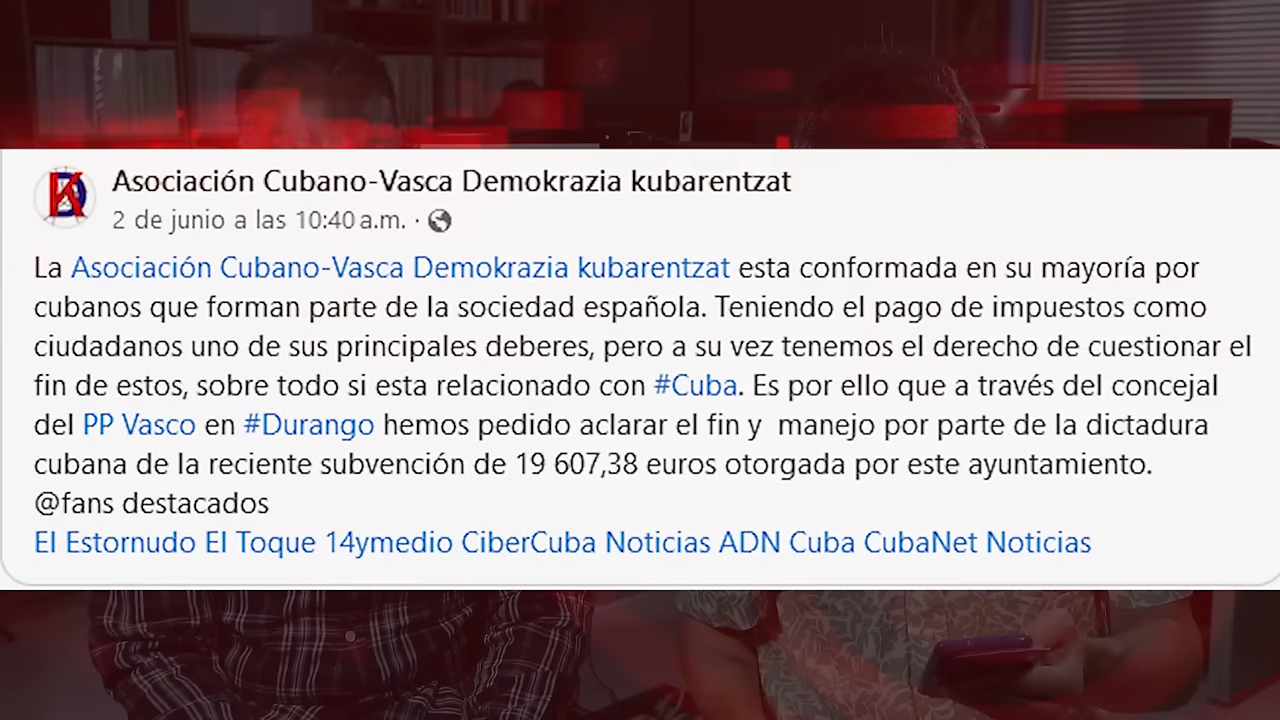 Asociación Cubano-Vasca Demokrazia kubarentzat
2 de junio a las 10:40 a.m. ·
La Asociación Cubano-Vasca Demokrazia kubarentzat esta conformada en su mayoría por
cubanos que forman parte de la sociedad española. Teniendo el pago de impuestos como
ciudadanos uno de sus principales deberes, pero a su vez tenemos el derecho de cuestionar el
fin de estos, sobre todo si esta relacionado con #Cuba. Es por ello que a través del concejal
del PP Vasco en #Durango hemos pedido aclarar el fin y  manejo por parte de la dictadura
cubana de la reciente subvención de 19 607,38 euros otorgada por este ayuntamiento.
@fans destacados
El Estornudo El Toque 14ymedio CiberCuba Noticias ADN Cuba CubaNet Noticias